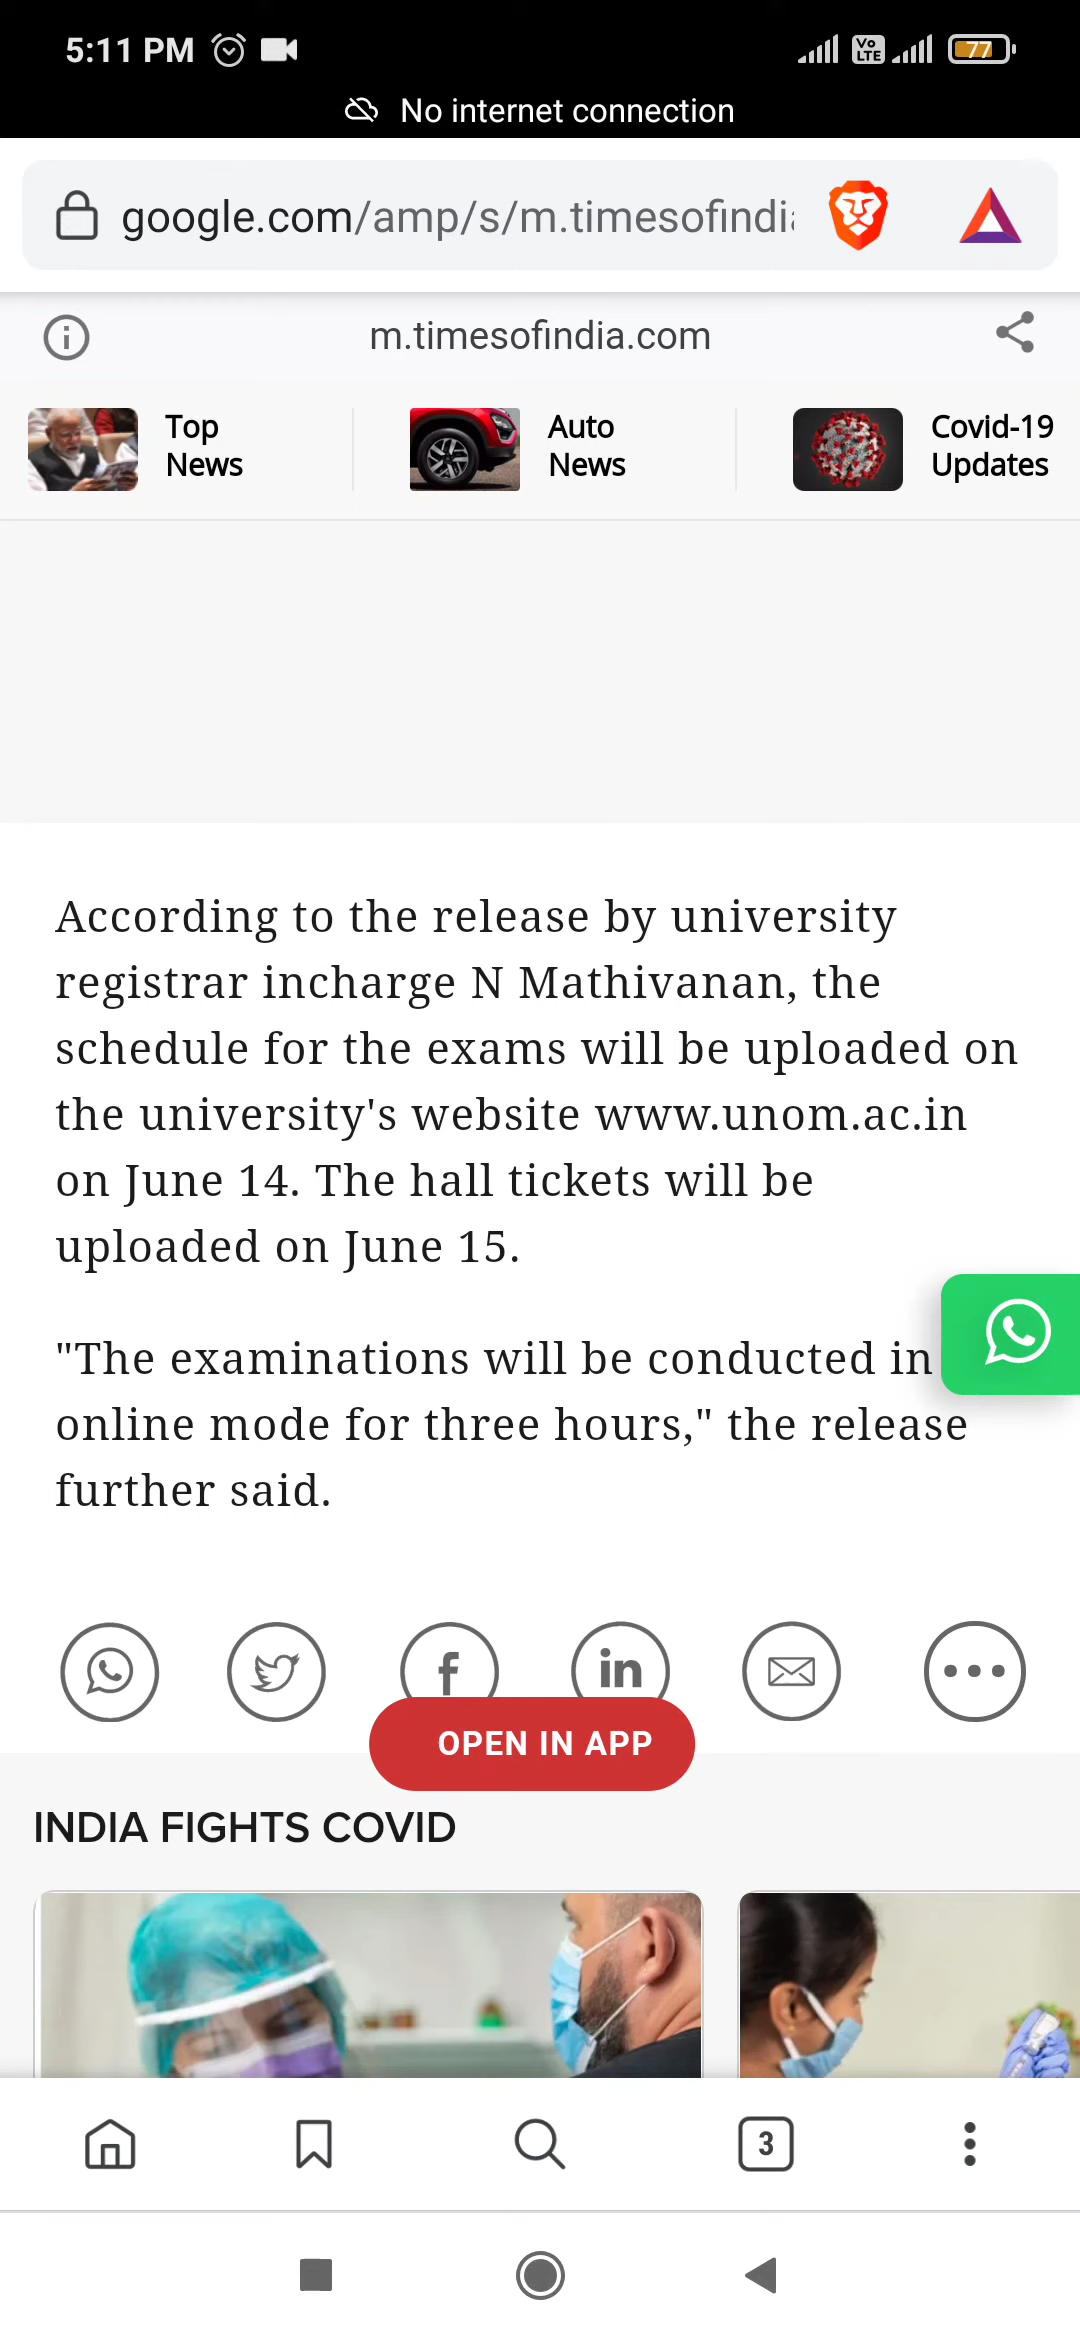 5:11 PM Vo LTE 77
No internet connection
google.com/amp/s/m.timesofindi
m.timesofindia.com
Top News
Auto News
Covid-19 Updates
According to the release by university
registrar incharge N Mathivanan, the
schedule for the exams will be uploaded on
the university's website www.unom.ac.in
on June 14. The hall tickets will be
uploaded on June 15.
"The examinations will be conducted in
online mode for three hours," the release
further said.
f in
OPEN IN APP
INDIA FIGHTS COVID
3